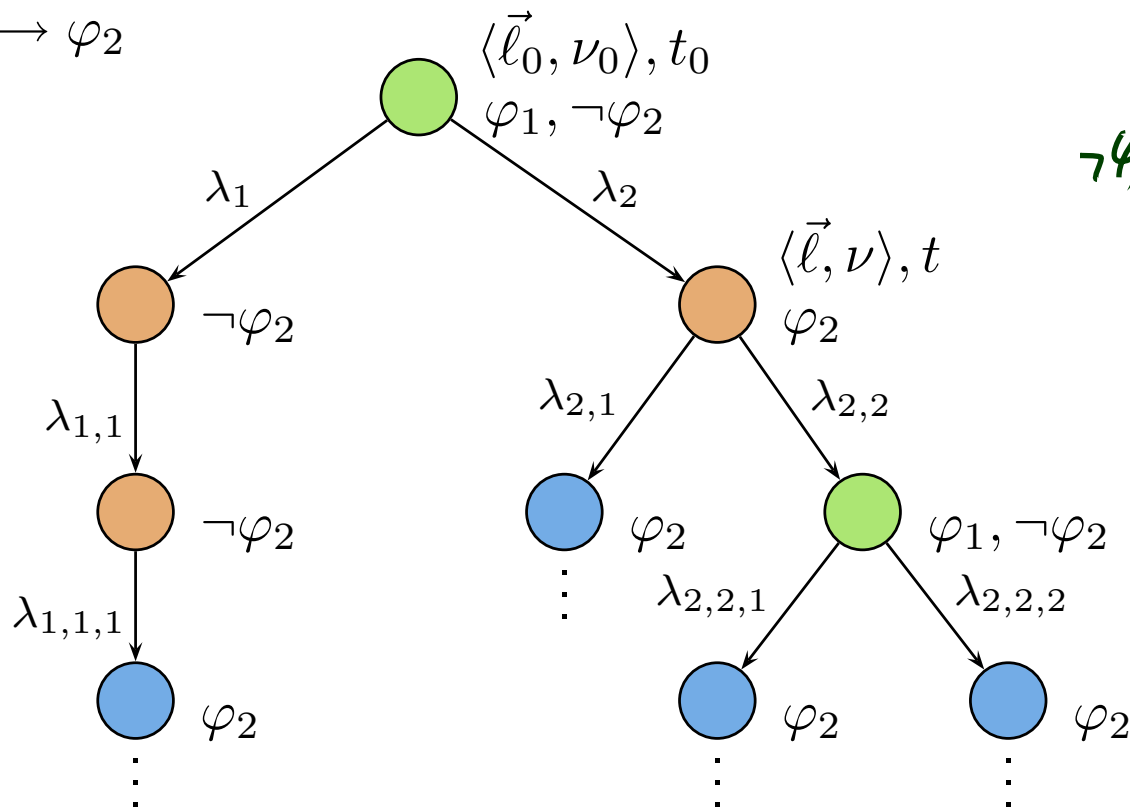 ⟶ φ₂
⟨ℓ⃗₀, ν₀⟩, t₀
φ₁, ¬φ₂
¬φ
λ₁
λ₂
⟨ℓ⃗, ν⟩, t
¬φ₂
φ₂
λ₁,₁
λ₂,₁
λ₂,₂
¬φ₂
φ₂
φ₁, ¬φ₂
λ₁,₁,₁
λ₂,₂,₁
λ₂,₂,₂
φ₂
φ₂
φ₂